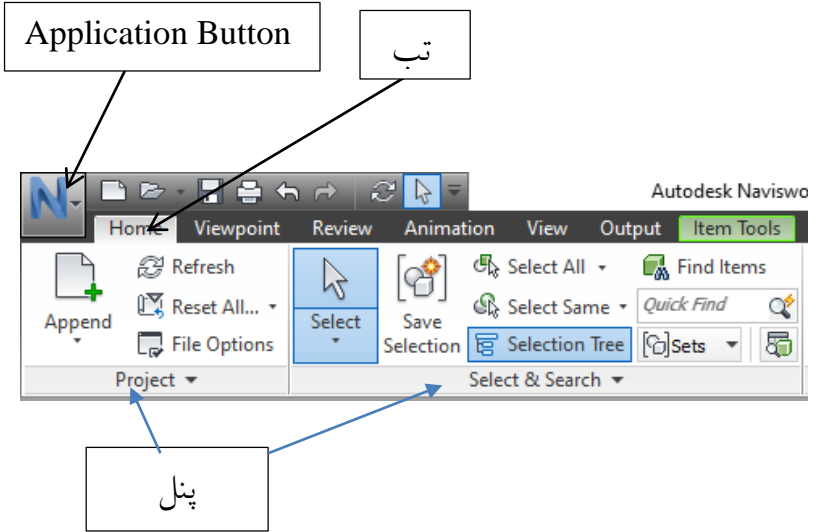 Application Button
تب
Autodesk Naviswo
Home Viewpoint Review Animation View Output Item Tools
Append
Refresh
Reset All...
File Options
Select
Save Selection
Select All
Select Same
Selection Tree
Find Items
Quick Find
Sets
Project
Select & Search
پنل